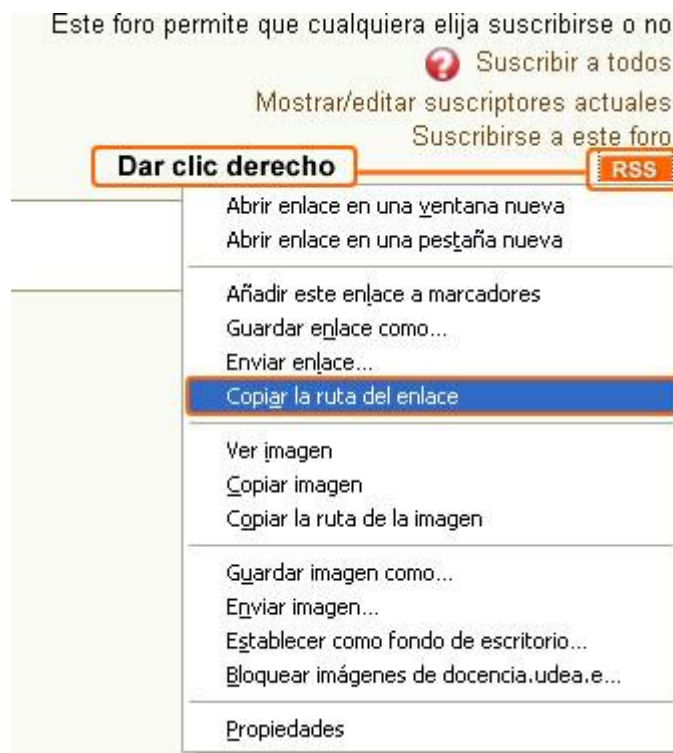 Este foro permite que cualquiera elija suscribirse o no
Suscribir a todos
Mostrar/editar suscriptores actuales
Suscribirse a este foro
Dar clic derecho
RSS
Abrir enlace en una ventana nueva
Abrir enlace en una pestaña nueva
Añadir este enlace a marcadores
Guardar enlace como...
Enviar enlace...
Copiar la ruta del enlace
Ver imagen
Copiar imagen
Copiar la ruta de la imagen
Guardar imagen como...
Enviar imagen...
Establecer como fondo de escritorio...
Bloquear imágenes de docencia.udea.e...
Propiedades